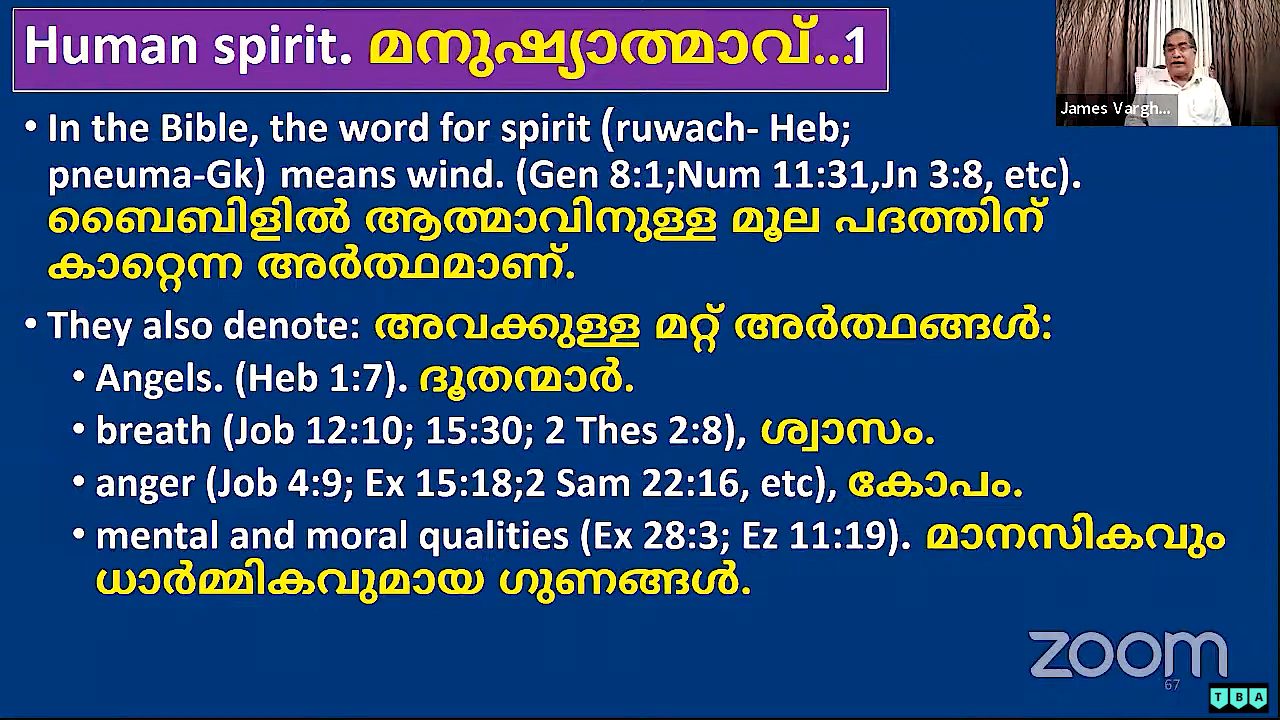 Human spirit. മനുഷ്യാത്മാവ്...1
James Vargh...
• In the Bible, the word for spirit (ruwach- Heb;
pneuma-Gk) means wind. (Gen 8:1;Num 11:31,Jn 3:8, etc).
ബൈബിളിൽ ആത്മാവിനുള്ള മൂല പദത്തിന്
കാറ്റെന്ന അർത്ഥമാണ്.
• They also denote: അവക്കുള്ള മറ്റ് അർത്ഥങ്ങൾ:
• Angels. (Heb 1:7). ദൂതന്മാർ.
• breath (Job 12:10; 15:30; 2 Thes 2:8), ശ്വാസം.
• anger (Job 4:9; Ex 15:18;2 Sam 22:16, etc), കോപം.
• mental and moral qualities (Ex 28:3; Ez 11:19). മാനസികവും
ധാർമ്മികവുമായ ഗുണങ്ങൾ.
zoom
67
TBA